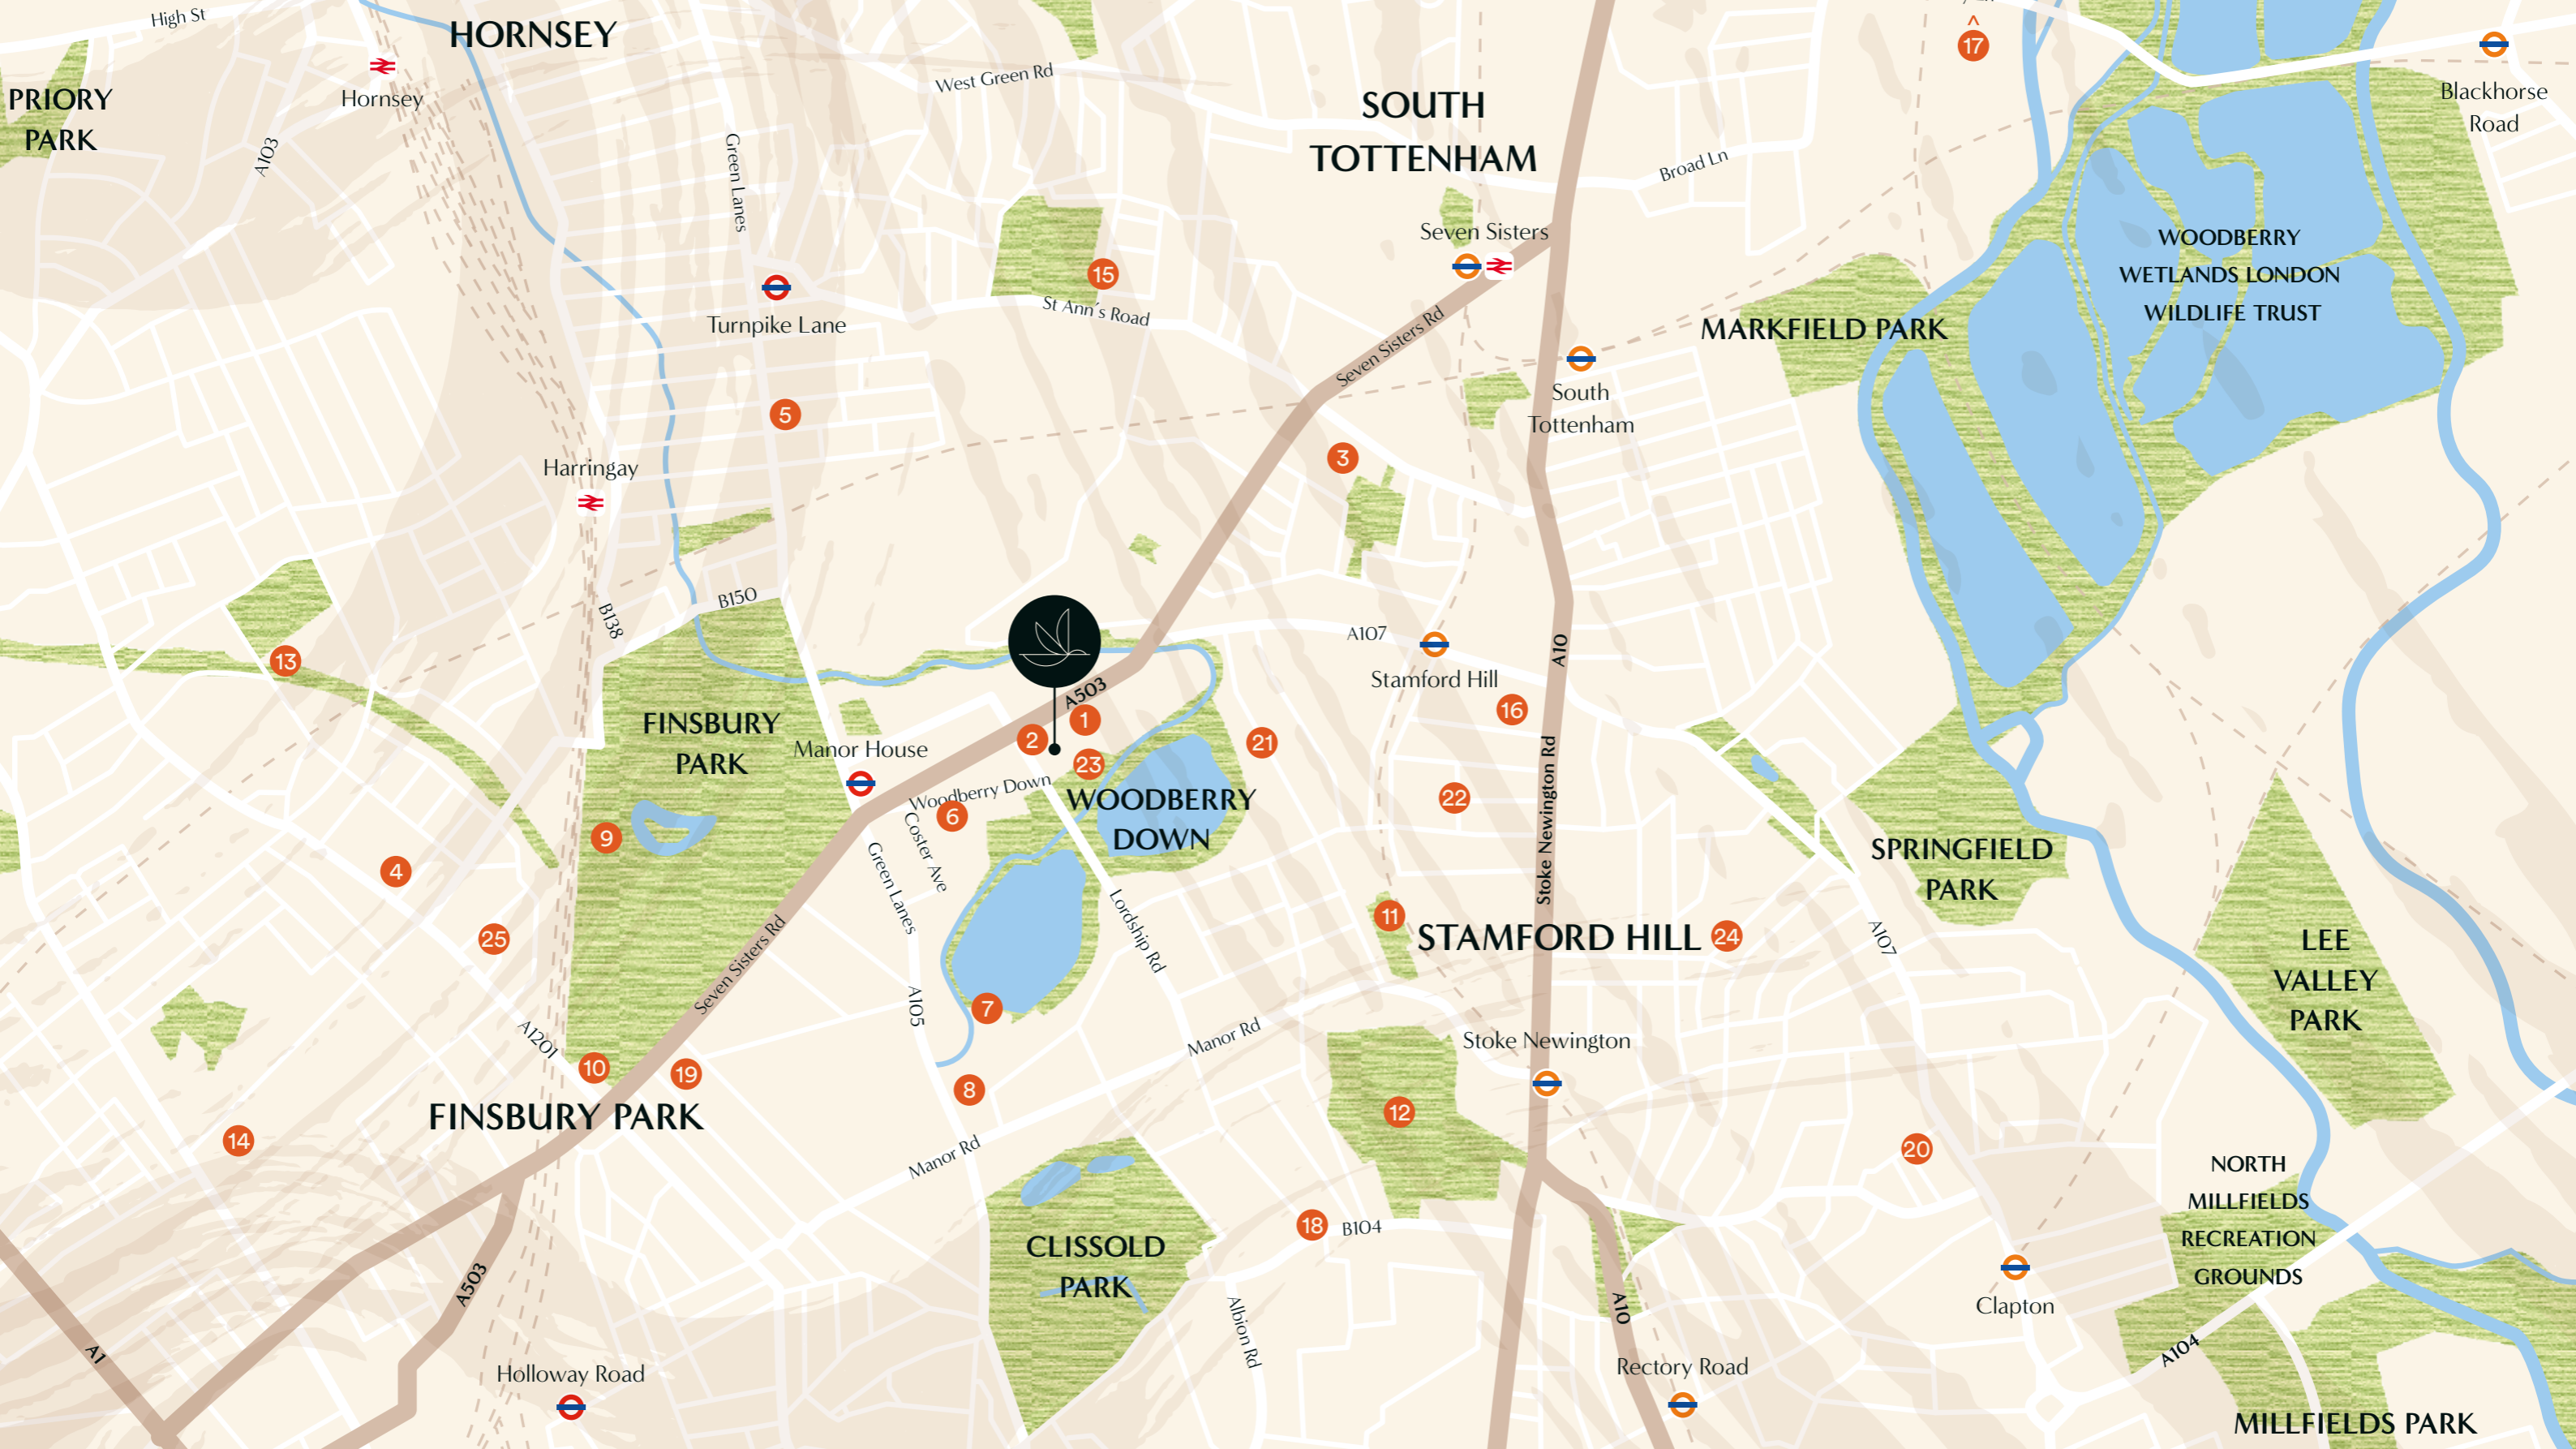 High St
HORNSEY
Hornsey
PRIORY
PARK
A103
Green Lanes
West Green Rd
SOUTH
TOTTENHAM
Broad Ln
^
17
Blackhorse
Road
Seven Sisters
WOODBERRY
WETLANDS LONDON
WILDLIFE TRUST
15
St Ann's Road
Turnpike Lane
Seven Sisters Rd
MARKFIELD PARK
South
Tottenham
5
3
Harringay
B150
B138
13
A107
Stamford Hill
A10
16
A503
1
2
23
21
FINSBURY
PARK
Manor House
Woodberry Down
6
Coster Ave
WOODBERRY
DOWN
22
Stoke Newington Rd
9
4
25
Green Lanes
Lordship Rd
11
STAMFORD HILL
24
SPRINGFIELD
PARK
A107
LEE
VALLEY
PARK
Seven Sisters Rd
A105
7
A1201
Manor Rd
Stoke Newington
10
19
8
12
FINSBURY PARK
14
Manor Rd
20
NORTH
MILLFIELDS
RECREATION
GROUNDS
18
B104
CLISSOLD
PARK
A503
A10
Clapton
Albion Rd
A1
A104
Holloway Road
Rectory Road
MILLFIELDS PARK